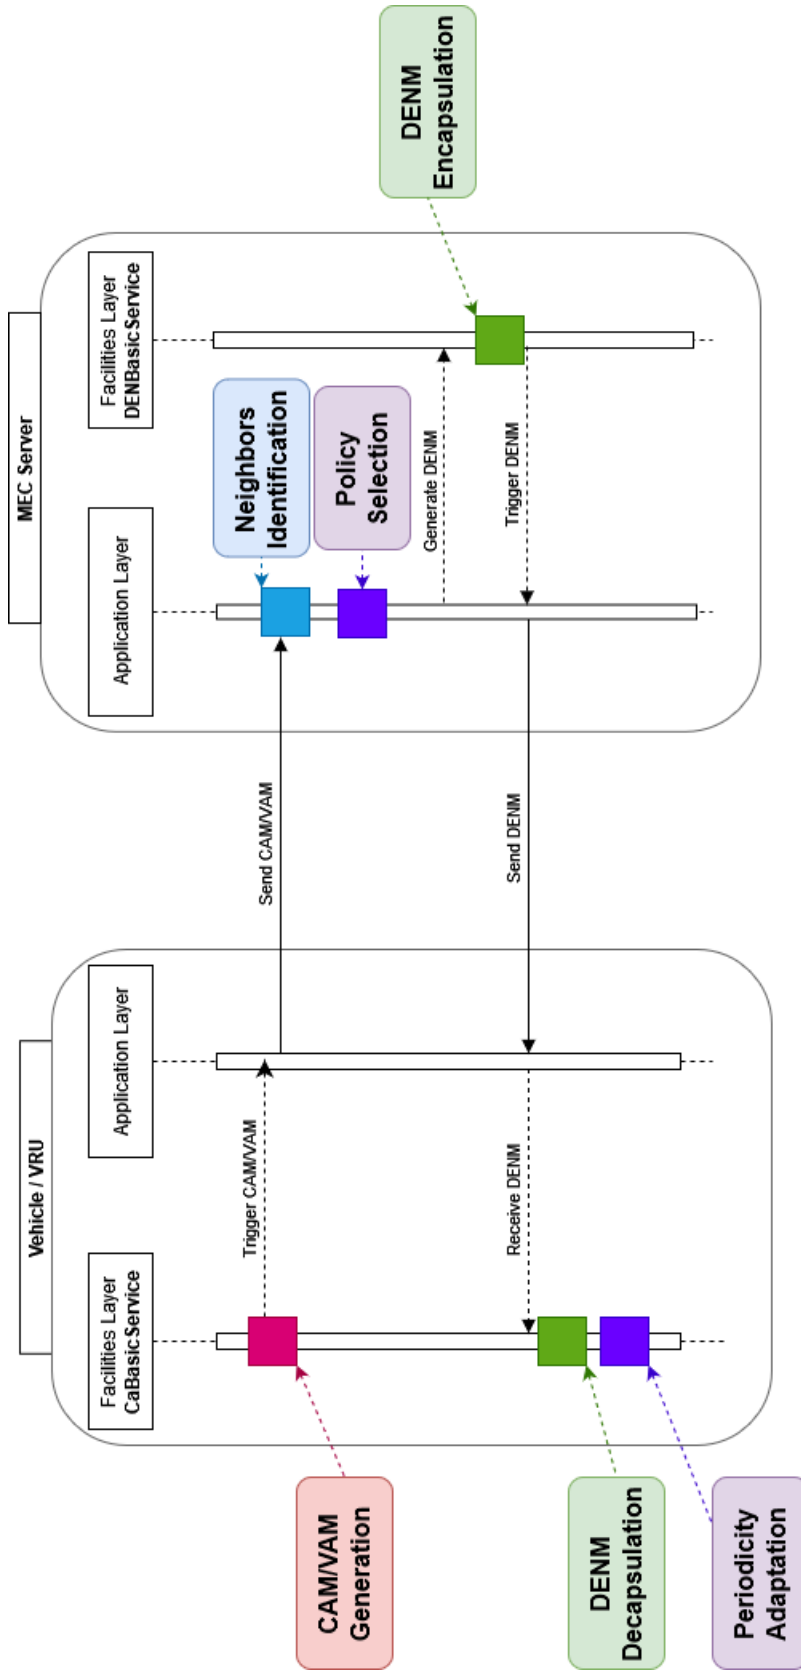 Vehicle / VRU
MEC Server
Facilities Layer
CaBasicService
Application Layer
Application Layer
Facilities Layer
DENBasicService
CAM/VAM
Generation
Trigger CAM/VAM
Send CAM/VAM
Neighbors
Identification
Policy
Selection
Generate DENM
DENM
Encapsulation
Trigger DENM
Send DENM
Receive DENM
DENM
Decapsulation
Periodicity
Adaptation